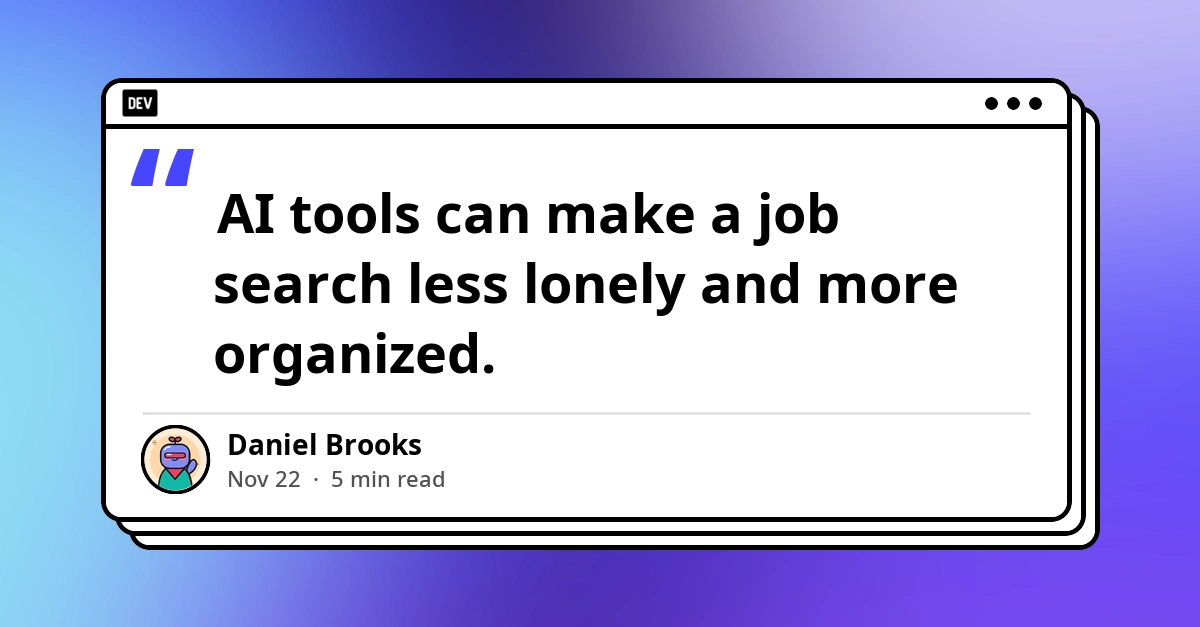 DEV
“ AI tools can make a job
search less lonely and more
organized.
Daniel Brooks
Nov 22 · 5 min read